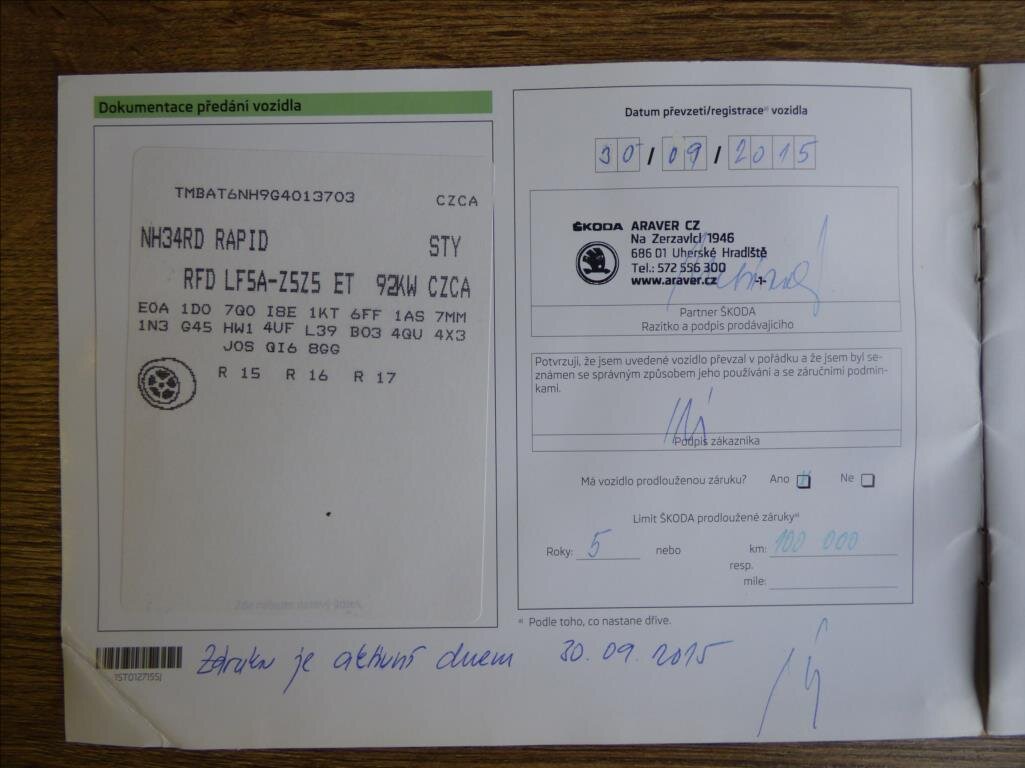 Dokumentace předání vozidla
TMBAT6NH9G4013703 CZCA
NH34RD RAPID STY
RFD LF5A-Z5Z5 ET 92KW CZCA
E0A 1D0 7Q0 I8E 1KT 6FF 1AS 7MM
1N3 G45 HW1 4UF L39 B03 4GU 4X3
J0S QI6 8GG
R 15 R 16 R 17
1ST0127155J
Datum převzetí/registrace*⁾ vozidla
30/09/2015
ŠKODA ARAVER CZ
Na Zerzavici 1946
686 01 Uherské Hradiště
Tel.: 572 556 300
www.araver.cz -1-
Partner ŠKODA
Razítko a podpis prodávajícího
Potvrzuji, že jsem uvedené vozidlo převzal v pořádku a že jsem byl se-
známen se správným způsobem jeho používání a se záručními podmín-
kami.
Podpis zákazníka
Má vozidlo prodlouženou záruku? Ano Ne
Limit ŠKODA prodloužené záruky*⁾
Roky: 5 nebo km: 100 000
resp.
míle:
*⁾ Podle toho, co nastane dříve.
Záruka je aktivní dnem 30.09.2015